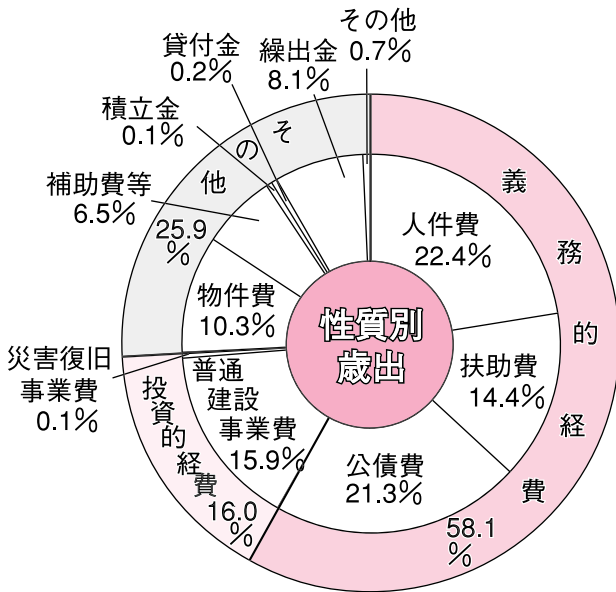 その他
0.7%
貸付金
0.2%
繰出金
8.1%
積立金
0.1%
補助費等
6.5%
その他
25.9
%
義務的経費
58.1
%
人件費
22.4%
扶助費
14.4%
公債費
21.3%
物件費
10.3%
性質別
歳出
災害復旧
事業費
0.1%
普通
建設
事業費
15.9%
投資的経費
16.0
%